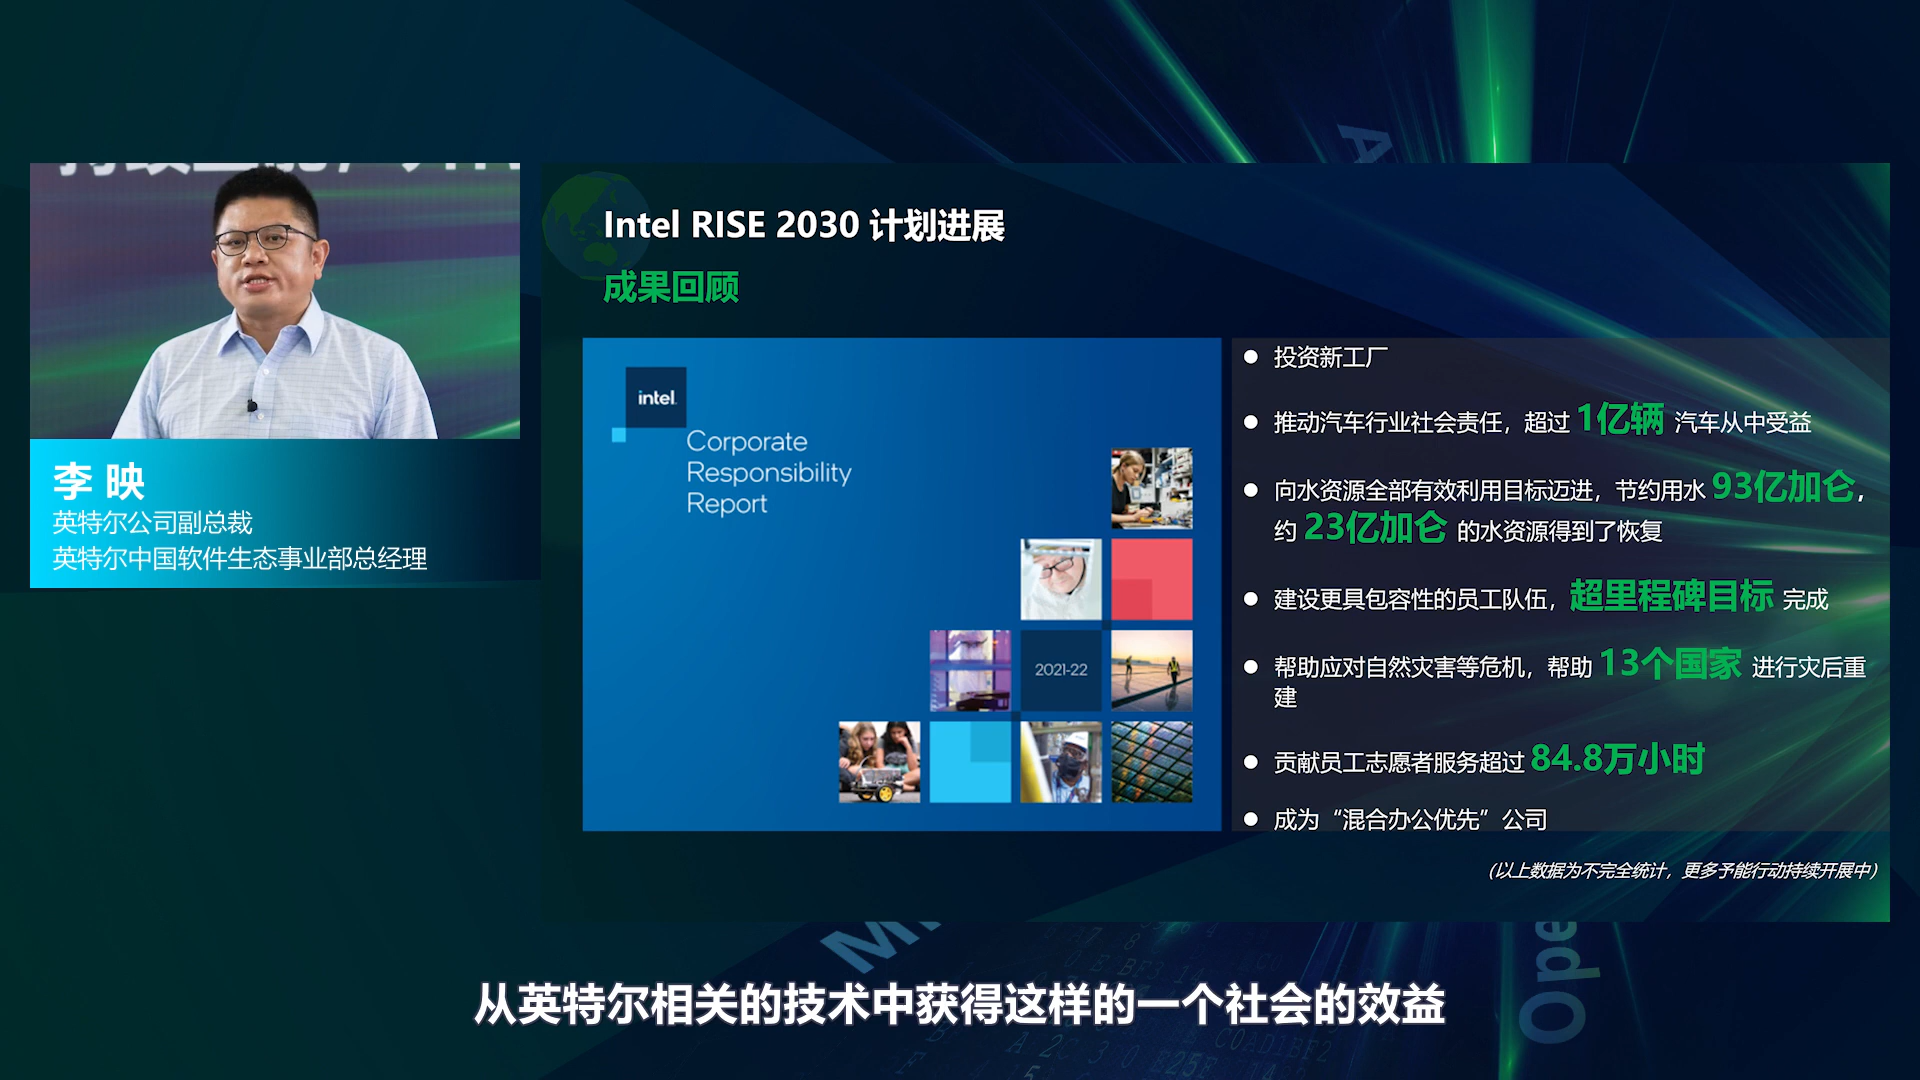 李 映
英特尔公司副总裁
英特尔中国软件生态事业部总经理
Intel RISE 2030 计划进展
成果回顾
intel.
Corporate
Responsibility
Report
2021-22
投资新工厂
推动汽车行业社会责任，超过 1亿辆 汽车从中受益
向水资源全部有效利用目标迈进，节约用水 93亿加仑，
约 23亿加仑 的水资源得到了恢复
建设更具包容性的员工队伍，超里程碑目标 完成
帮助应对自然灾害等危机，帮助 13个国家 进行灾后重
建
贡献员工志愿者服务超过 84.8万小时
成为“混合办公优先”公司
(以上数据为不完全统计，更多予能行动持续开展中)
Ope
从英特尔相关的技术中获得这样的一个社会的效益